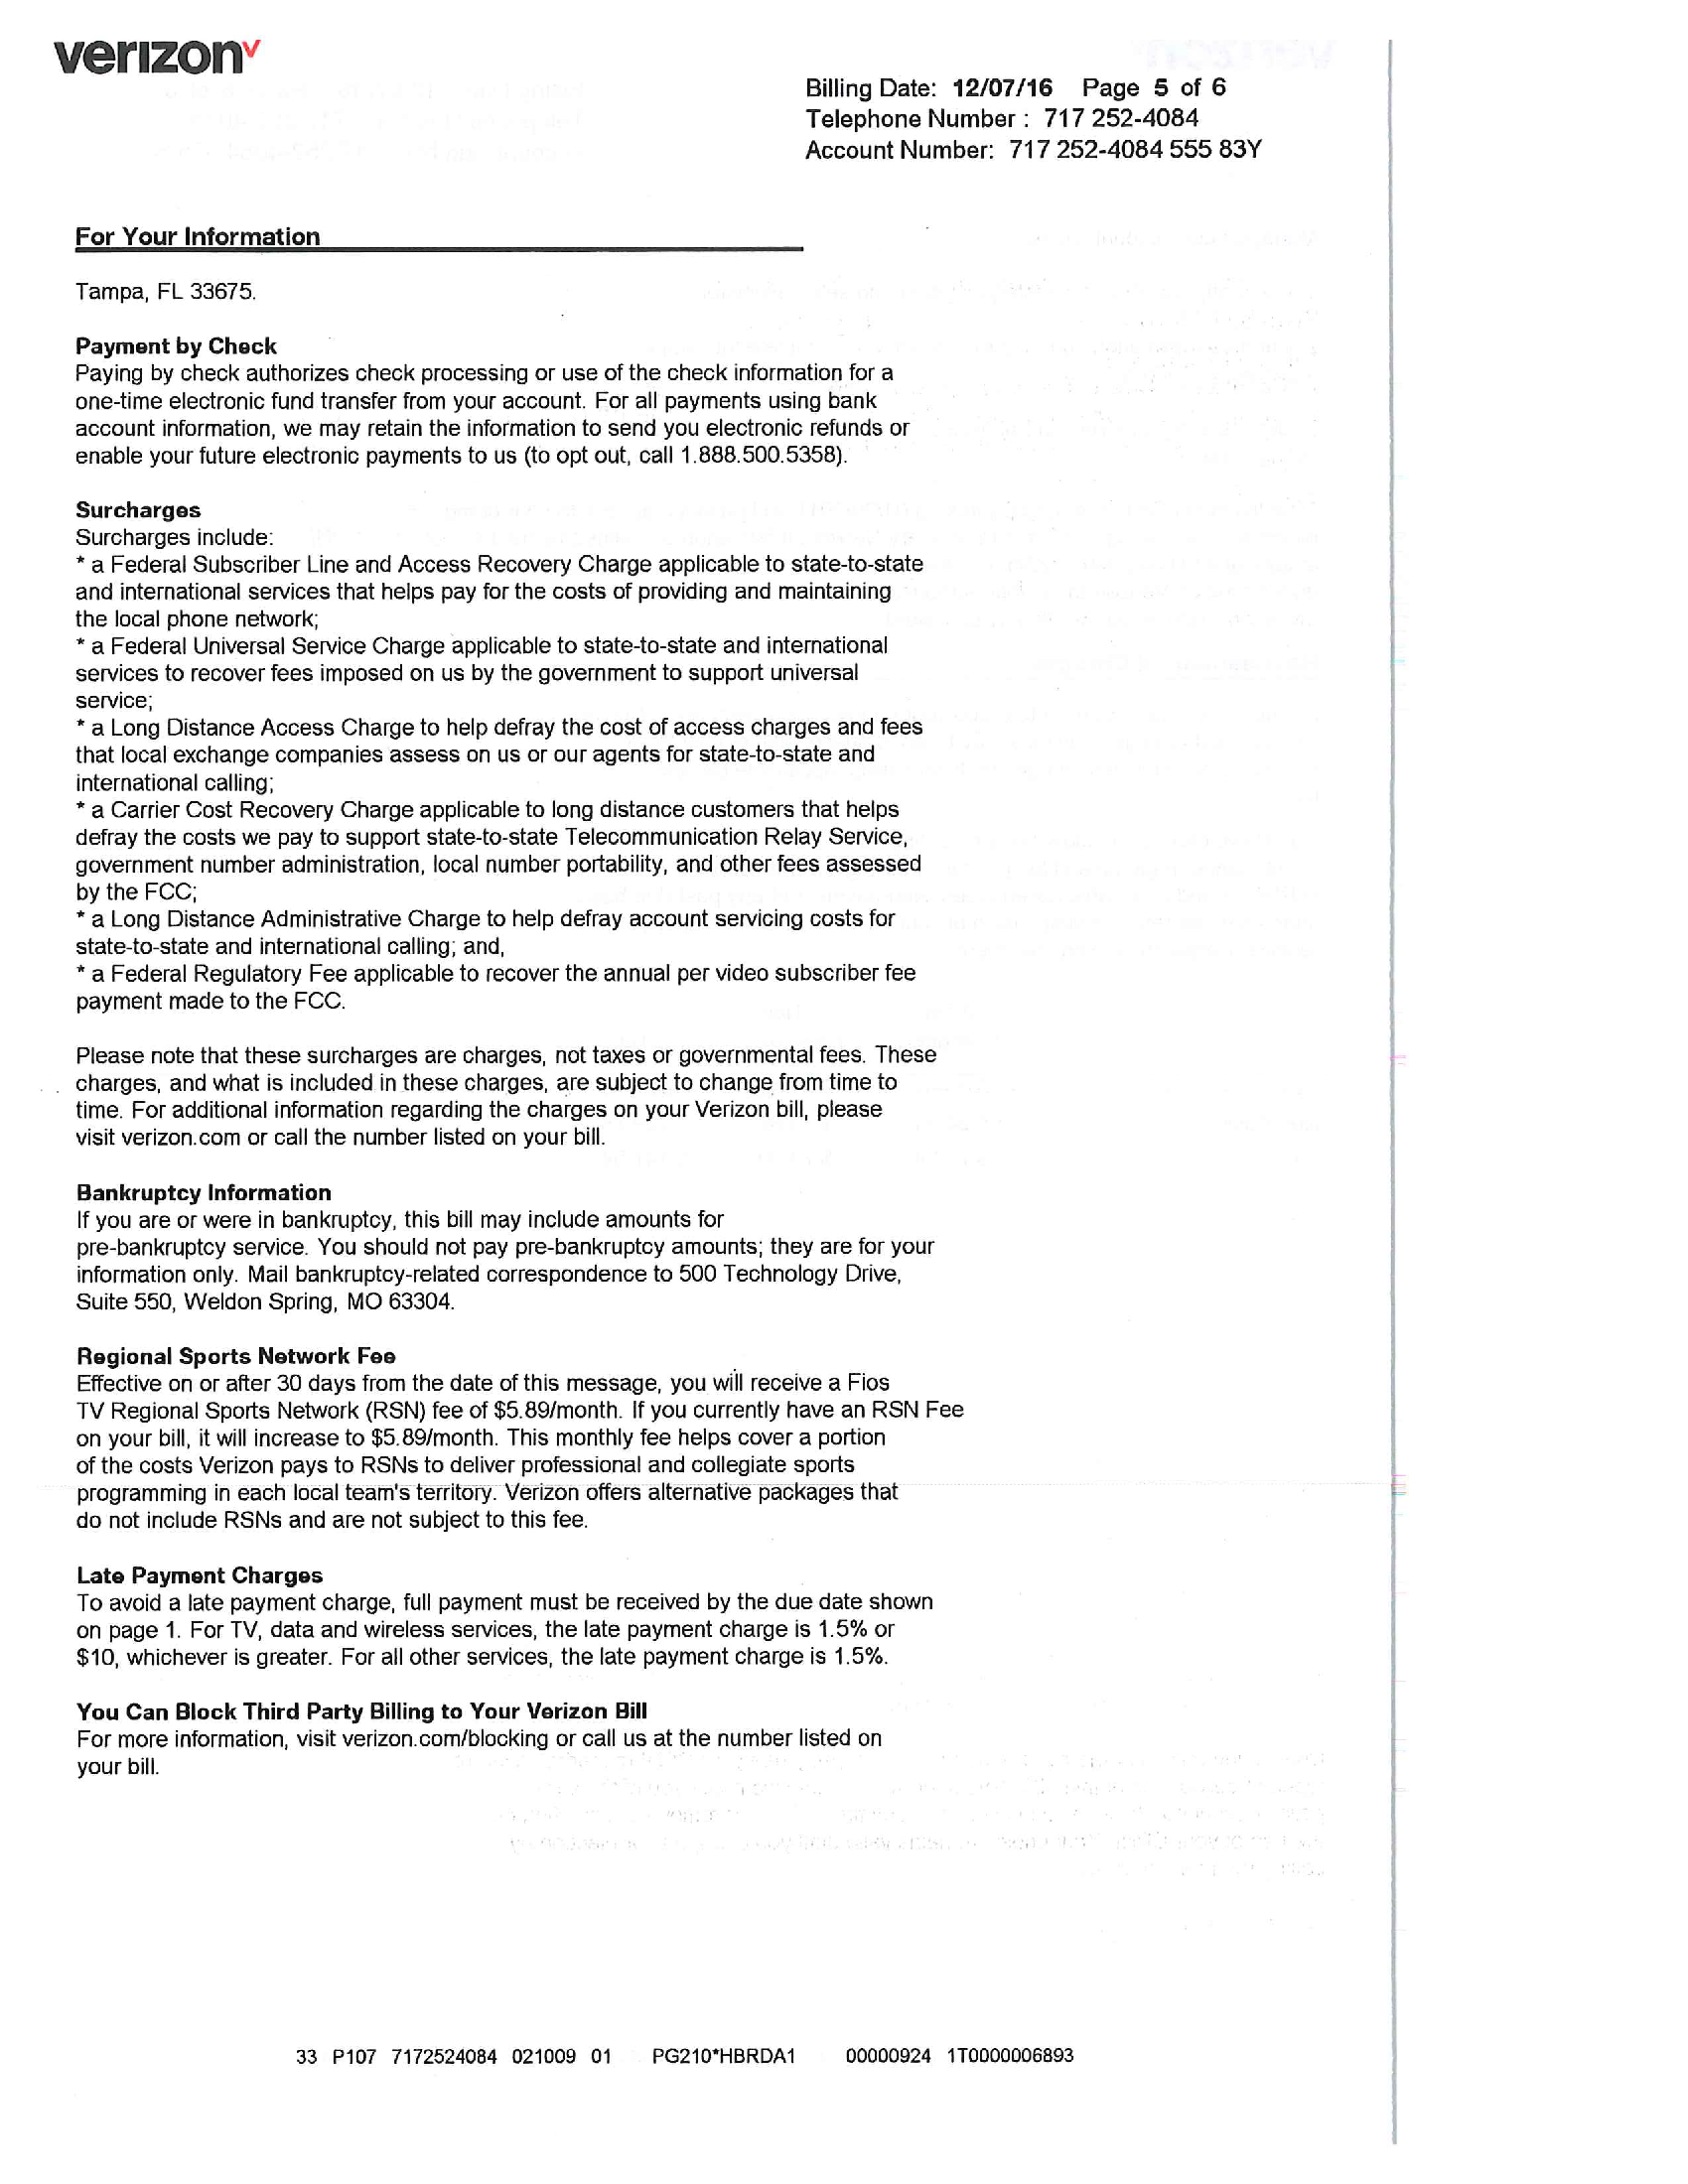 verizon
Billing Date: 12/07/16 Page 5 of 6
Telephone Number : 717 252-4084
Account Number: 717 252-4084 555 83Y
For Your Information
Tampa, FL 33675.
Payment by Check
Paying by check authorizes check processing or use of the check information for a
one-time electronic fund transfer from your account. For all payments using bank
account information, we may retain the information to send you electronic refunds or
enable your future electronic payments to us (to opt out, call 1.888.500.5358).
Surcharges
Surcharges include:
* a Federal Subscriber Line and Access Recovery Charge applicable to state-to-state
and international services that helps pay for the costs of providing and maintaining
the local phone network;
* a Federal Universal Service Charge applicable to state-to-state and international
services to recover fees imposed on us by the government to support universal
service;
* a Long Distance Access Charge to help defray the cost of access charges and fees
that local exchange companies assess on us or our agents for state-to-state and
international calling;
* a Carrier Cost Recovery Charge applicable to long distance customers that helps
defray the costs we pay to support state-to-state Telecommunication Relay Service,
government number administration, local number portability, and other fees assessed
by the FCC;
* a Long Distance Administrative Charge to help defray account servicing costs for
state-to-state and international calling; and,
* a Federal Regulatory Fee applicable to recover the annual per video subscriber fee
payment made to the FCC.
Please note that these surcharges are charges, not taxes or governmental fees. These
charges, and what is included in these charges, are subject to change from time to
time. For additional information regarding the charges on your Verizon bill, please
visit verizon.com or call the number listed on your bill.
Bankruptcy Information
If you are or were in bankruptcy, this bill may include amounts for
pre-bankruptcy service. You should not pay pre-bankruptcy amounts; they are for your
information only. Mail bankruptcy-related correspondence to 500 Technology Drive,
Suite 550, Weldon Spring, MO 63304.
Regional Sports Network Fee
Effective on or after 30 days from the date of this message, you will receive a Fios
TV Regional Sports Network (RSN) fee of $5.89/month. If you currently have an RSN Fee
on your bill, it will increase to $5.89/month. This monthly fee helps cover a portion
of the costs Verizon pays to RSNs to deliver professional and collegiate sports
programming in each local team's territory. Verizon offers alternative packages that
do not include RSNs and are not subject to this fee.
Late Payment Charges
To avoid a late payment charge, full payment must be received by the due date shown
on page 1. For TV, data and wireless services, the late payment charge is 1.5% or
$10, whichever is greater. For all other services, the late payment charge is 1.5%.
You Can Block Third Party Billing to Your Verizon Bill
For more information, visit verizon.com/blocking or call us at the number listed on
your bill.
33 P107 7172524084 021009 01 PG210*HBRDA1 00000924 1T0000006893